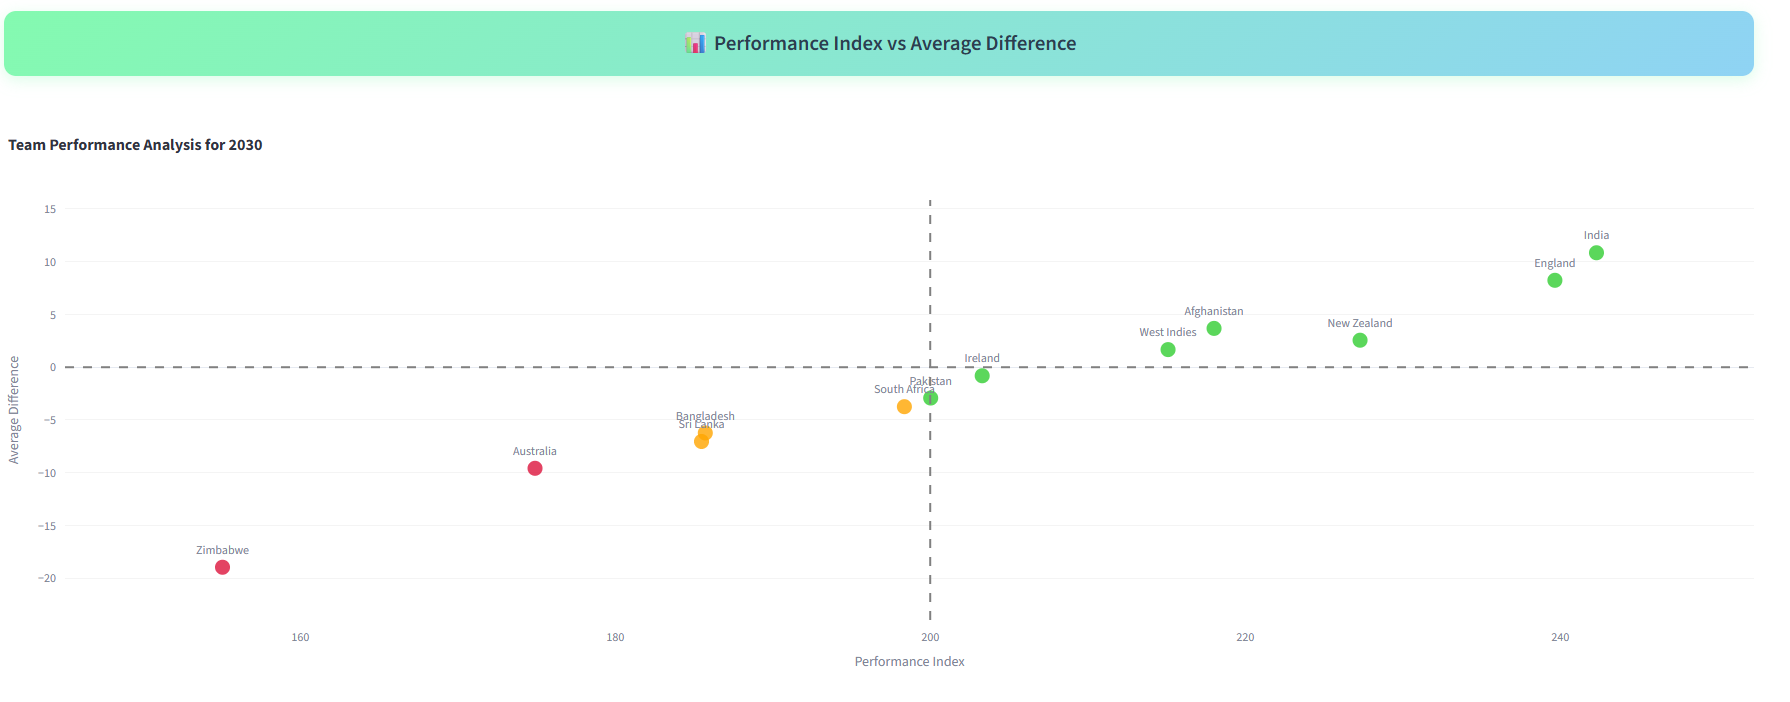 📊 Performance Index vs Average Difference
Team Performance Analysis for 2030
15
10
5
0
−5
−10
−15
−20
Average Difference
India
England
Afghanistan
New Zealand
West Indies
Ireland
Pakistan
South Africa
Bangladesh
Sri Lanka
Australia
Zimbabwe
160 180 200 220 240
Performance Index